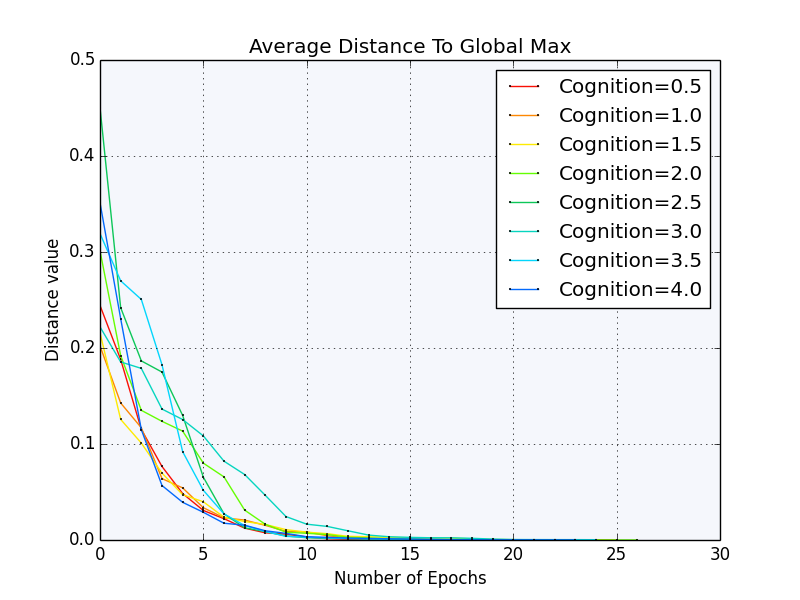 Average Distance To Global Max
0.5
0.4
0.3
0.2
0.1
0.0
Distance value
0 5 10 15 20 25 30
Number of Epochs
Cognition=0.5
Cognition=1.0
Cognition=1.5
Cognition=2.0
Cognition=2.5
Cognition=3.0
Cognition=3.5
Cognition=4.0